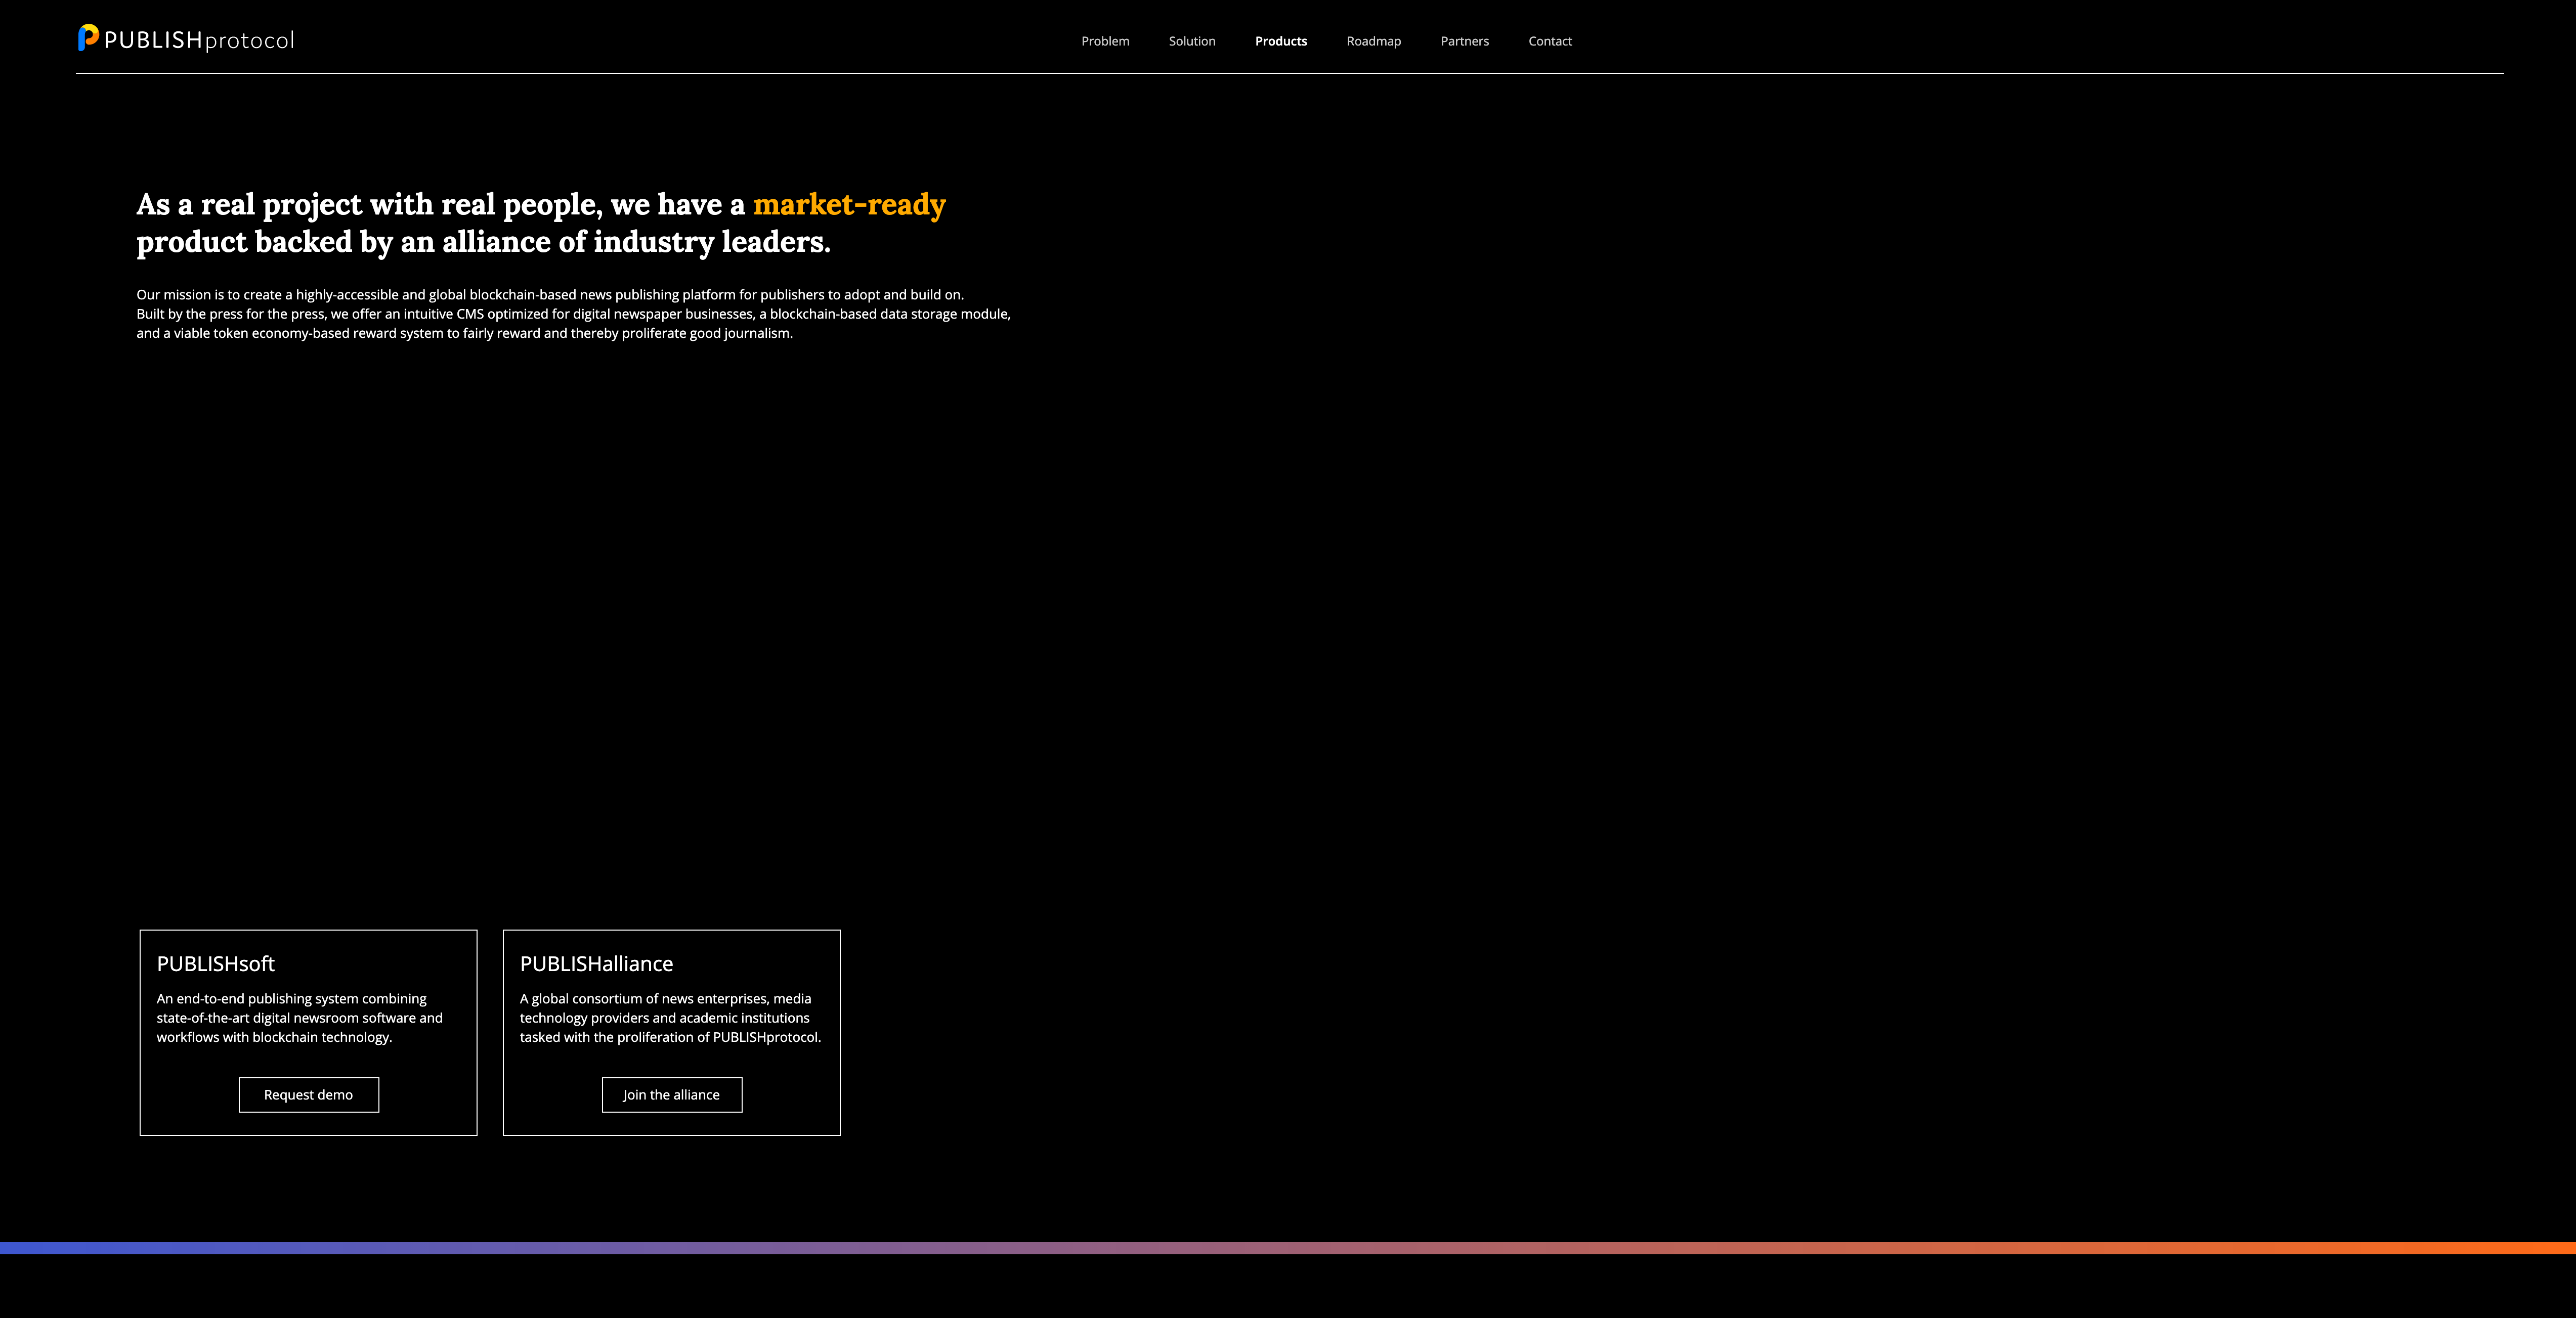 PUBLISHprotocol
Problem Solution Products Roadmap Partners Contact
As a real project with real people, we have a market-ready
product backed by an alliance of industry leaders.
Our mission is to create a highly-accessible and global blockchain-based news publishing platform for publishers to adopt and build on.
Built by the press for the press, we offer an intuitive CMS optimized for digital newspaper businesses, a blockchain-based data storage module,
and a viable token economy-based reward system to fairly reward and thereby proliferate good journalism.
PUBLISHsoft
An end-to-end publishing system combining
state-of-the-art digital newsroom software and
workflows with blockchain technology.
Request demo
PUBLISHalliance
A global consortium of news enterprises, media
technology providers and academic institutions
tasked with the proliferation of PUBLISHprotocol.
Join the alliance